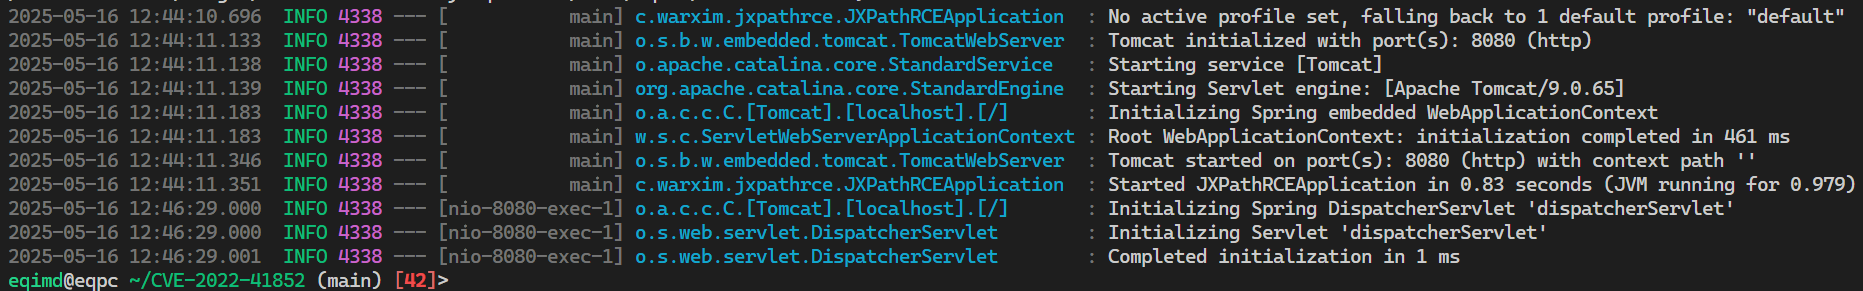 2025-05-16 12:44:10.696  INFO 4338 --- [           main] c.warxim.jxpathrce.JXPathRCEApplication  : No active profile set, falling back to 1 default profile: "default"
2025-05-16 12:44:11.133  INFO 4338 --- [           main] o.s.b.w.embedded.tomcat.TomcatWebServer  : Tomcat initialized with port(s): 8080 (http)
2025-05-16 12:44:11.138  INFO 4338 --- [           main] o.apache.catalina.core.StandardService   : Starting service [Tomcat]
2025-05-16 12:44:11.139  INFO 4338 --- [           main] org.apache.catalina.core.StandardEngine  : Starting Servlet engine: [Apache Tomcat/9.0.65]
2025-05-16 12:44:11.183  INFO 4338 --- [           main] o.a.c.c.C.[Tomcat].[localhost].[/]       : Initializing Spring embedded WebApplicationContext
2025-05-16 12:44:11.183  INFO 4338 --- [           main] w.s.c.ServletWebServerApplicationContext : Root WebApplicationContext: initialization completed in 461 ms
2025-05-16 12:44:11.346  INFO 4338 --- [           main] o.s.b.w.embedded.tomcat.TomcatWebServer  : Tomcat started on port(s): 8080 (http) with context path ''
2025-05-16 12:44:11.351  INFO 4338 --- [           main] c.warxim.jxpathrce.JXPathRCEApplication  : Started JXPathRCEApplication in 0.83 seconds (JVM running for 0.979)
2025-05-16 12:46:29.000  INFO 4338 --- [nio-8080-exec-1] o.a.c.c.C.[Tomcat].[localhost].[/]       : Initializing Spring DispatcherServlet 'dispatcherServlet'
2025-05-16 12:46:29.000  INFO 4338 --- [nio-8080-exec-1] o.s.web.servlet.DispatcherServlet        : Initializing Servlet 'dispatcherServlet'
2025-05-16 12:46:29.001  INFO 4338 --- [nio-8080-exec-1] o.s.web.servlet.DispatcherServlet        : Completed initialization in 1 ms
eqimd@eqpc ~/CVE-2022-41852 (main) [42]>